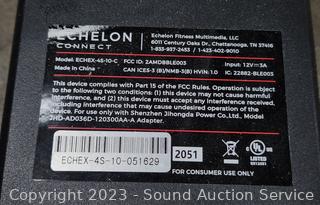 ECHELON
CONNECT
Echelon Fitness Multimedia, LLC
6011 Century Oaks Dr., Chattanooga, TN 37416
1-833-937-2453 / 1-423-402-9010
Model: ECHEX-4S-10-C
FCC ID: 2AMDBBLE003
Input: 12V⎓3A
Made in China
CAN ICES-3 (B)/NMB-3(B) HVIN: 1.0
IC: 22882-BLE003
This device complies with Part 15 of the FCC Rules. Operation is subject
to the following two conditions: (1) this device may not cause harmful
interference, and (2) this device must accept any interference received,
including interference that may cause undesired operation of the
device. For use only with Shenzhen Jihongda Power Co., Ltd., Model
JHD-AD036D-120300AA-A Adapter.
ECHEX-4S-10-051629
2051
C UL US
LISTED
FOR CONSUMER USE ONLY
Copyright 2023 - Sound Auction Service